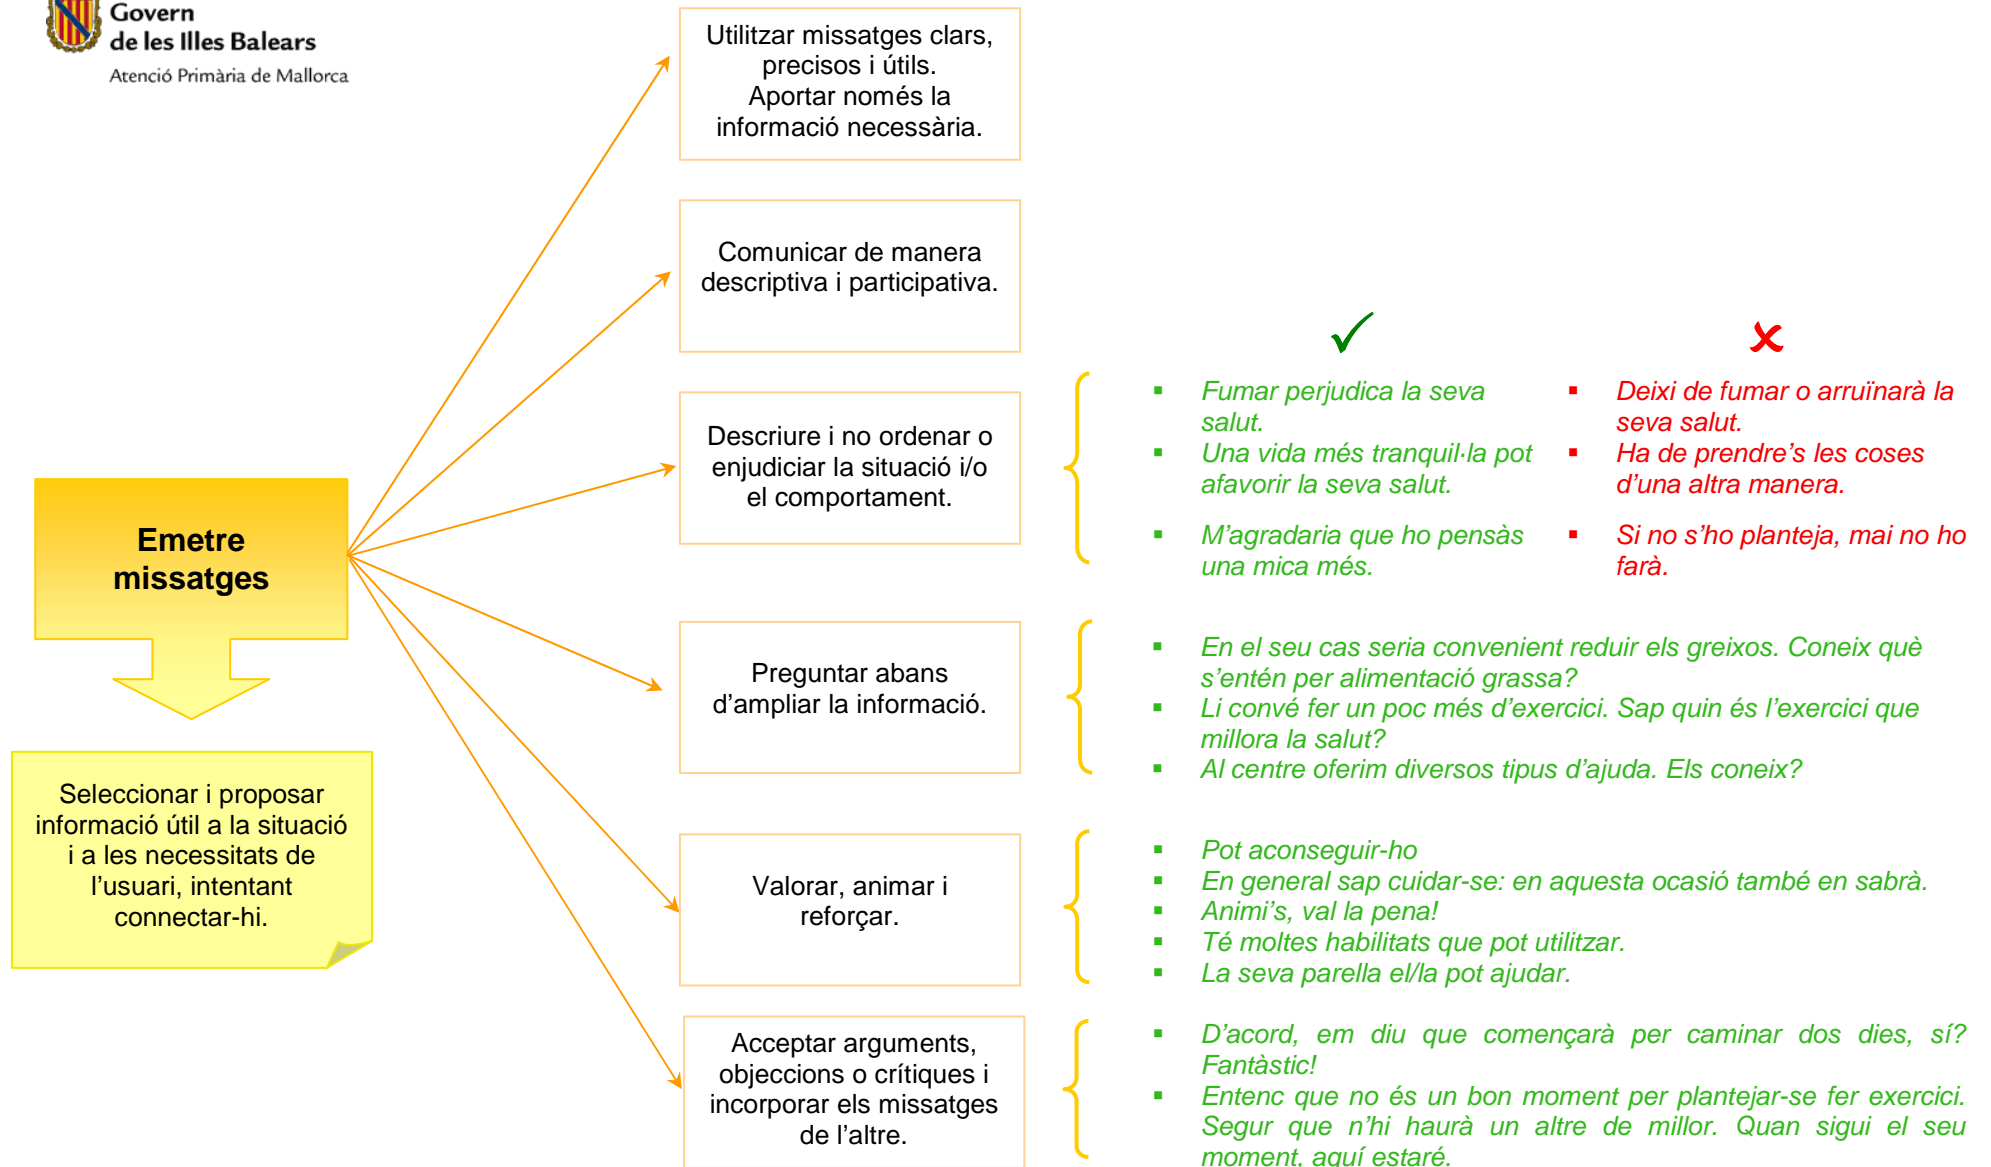 Govern
de les Illes Balears
Atenció Primària de Mallorca
Utilitzar missatges clars,
precisos i útils.
Aportar només la
informació necessària.
Comunicar de manera
descriptiva i participativa.
Descriure i no ordenar o
enjudiciar la situació i/o
el comportament.
▪ Fumar perjudica la seva
salut.
▪ Una vida més tranquil·la pot
afavorir la seva salut.
▪ M’agradaria que ho pensàs
una mica més.
▪ Deixi de fumar o arruïnarà la
seva salut.
▪ Ha de prendre’s les coses
d’una altra manera.
▪ Si no s’ho planteja, mai no ho
farà.
Emetre
missatges
Seleccionar i proposar
informació útil a la situació
i a les necessitats de
l’usuari, intentant
connectar-hi.
Preguntar abans
d’ampliar la informació.
▪ En el seu cas seria convenient reduir els greixos. Coneix què
s’entén per alimentació grassa?
▪ Li convé fer un poc més d’exercici. Sap quin és l’exercici que
millora la salut?
▪ Al centre oferim diversos tipus d’ajuda. Els coneix?
Valorar, animar i
reforçar.
▪ Pot aconseguir-ho
▪ En general sap cuidar-se: en aquesta ocasió també en sabrà.
▪ Animi’s, val la pena!
▪ Té moltes habilitats que pot utilitzar.
▪ La seva parella el/la pot ajudar.
Acceptar arguments,
objeccions o crítiques i
incorporar els missatges
de l’altre.
▪ D’acord, em diu que començarà per caminar dos dies, sí?
Fantàstic!
▪ Entenc que no és un bon moment per plantejar-se fer exercici.
Segur que n’hi haurà un altre de millor. Quan sigui el seu
moment, aquí estaré.